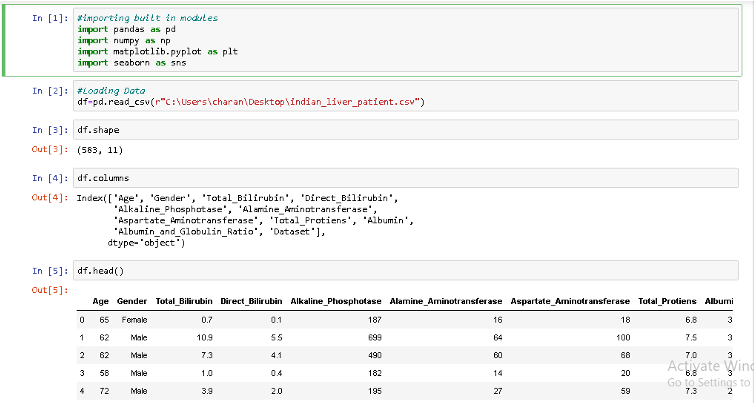 In [1]: #importing built in modules
import pandas as pd
import numpy as np
import matplotlib.pyplot as plt
import seaborn as sns
In [2]: #Loading Data
df=pd.read_csv(r"C:\Users\charan\Desktop\indian_liver_patient.csv")
In [3]: df.shape
Out[3]: (583, 11)
In [4]: df.columns
Out[4]: Index(['Age', 'Gender', 'Total_Bilirubin', 'Direct_Bilirubin',
'Alkaline_Phosphotase', 'Alamine_Aminotransferase',
'Aspartate_Aminotransferase', 'Total_Protiens', 'Albumin',
'Albumin_and_Globulin_Ratio', 'Dataset'],
dtype='object')
In [5]: df.head()
Out[5]:
Age Gender Total_Bilirubin Direct_Bilirubin Alkaline_Phosphotase Alamine_Aminotransferase Aspartate_Aminotransferase Total_Protiens Albumi
0 65 Female 0.7 0.1 187 16 18 6.8 3
1 62 Male 10.9 5.5 699 64 100 7.5 3
2 62 Male 7.3 4.1 490 60 68 7.0 3
3 58 Male 1.0 0.4 182 14 20 6.8 3
4 72 Male 3.9 2.0 195 27 59 7.3 2
Activate Wind
Go to Settings to